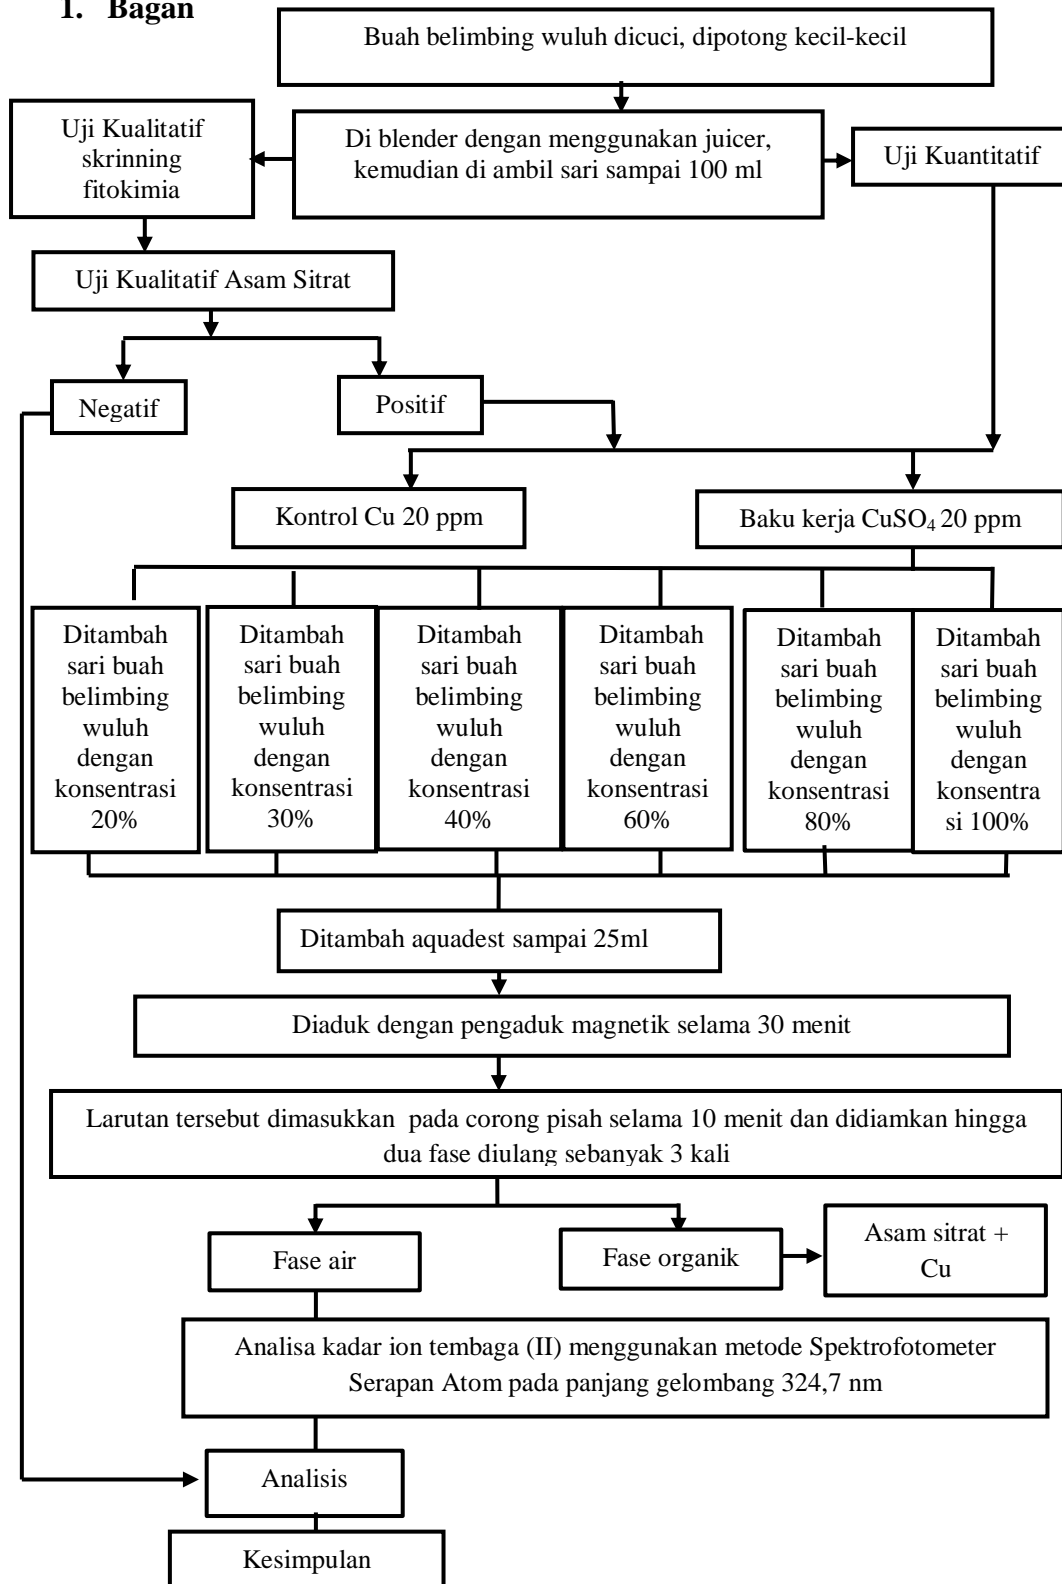 1. Bagan
Buah belimbing wuluh dicuci, dipotong kecil-kecil
Uji Kualitatif
skrinning
fitokimia
Di blender dengan menggunakan juicer,
kemudian di ambil sari sampai 100 ml
Uji Kuantitatif
Uji Kualitatif Asam Sitrat
Negatif
Positif
Kontrol Cu 20 ppm
Baku kerja CuSO₄ 20 ppm
Ditambah
sari buah
belimbing
wuluh
dengan
konsentrasi
20%
Ditambah
sari buah
belimbing
wuluh
dengan
konsentrasi
30%
Ditambah
sari buah
belimbing
wuluh
dengan
konsentrasi
40%
Ditambah
sari buah
belimbing
wuluh
dengan
konsentrasi
60%
Ditambah
sari buah
belimbing
wuluh
dengan
konsentrasi
80%
Ditambah
sari buah
belimbing
wuluh
dengan
konsentra
si 100%
Ditambah aquadest sampai 25ml
Diaduk dengan pengaduk magnetik selama 30 menit
Larutan tersebut dimasukkan pada corong pisah selama 10 menit dan didiamkan hingga
dua fase diulang sebanyak 3 kali
Fase air
Fase organik
Asam sitrat +
Cu
Analisa kadar ion tembaga (II) menggunakan metode Spektrofotometer
Serapan Atom pada panjang gelombang 324,7 nm
Analisis
Kesimpulan